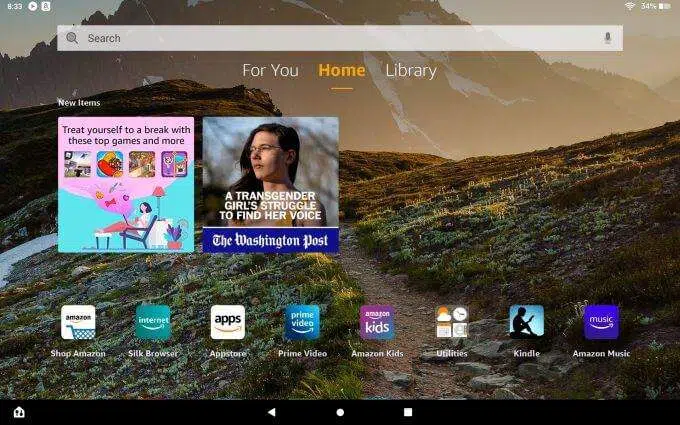 8:33
34%
Search
For You Home Library
New Items
Treat yourself to a break with
these top games and more
A TRANSGENDER
GIRL'S STRUGGLE
TO FIND HER VOICE
The Washington Post
amazon
internet
apps
prime
video
amazon
kids
music
Shop Amazon
Silk Browser
Appstore
Prime Video
Amazon Kids
Utilities
Kindle
Amazon Music